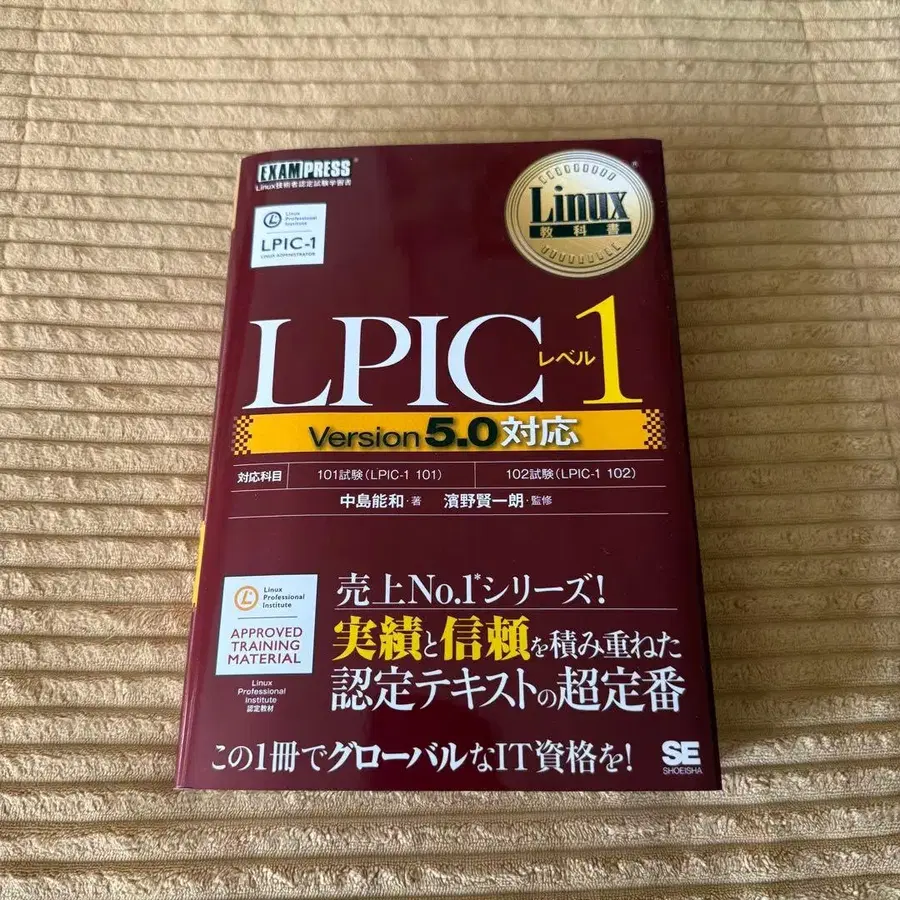 EXAMPRESS®
Linux技術者認定試験学習書
Linux
Professional
Institute
LPIC-1
LINUX ADMINISTRATOR
Linux
教科書
®
LPIC レベル1
Version 5.0対応
対応科目 101試験(LPIC-1 101) 102試験(LPIC-1 102)
中島能和・著 濱野賢一朗・監修
Linux
Professional
Institute
APPROVED
TRAINING
MATERIAL
Linux
Professional
Institute
認定教材
売上No.1*シリーズ!
実績と信頼を積み重ねた
認定テキストの超定番
この1冊でグローバルなIT資格を!
SE
SHOEISHA